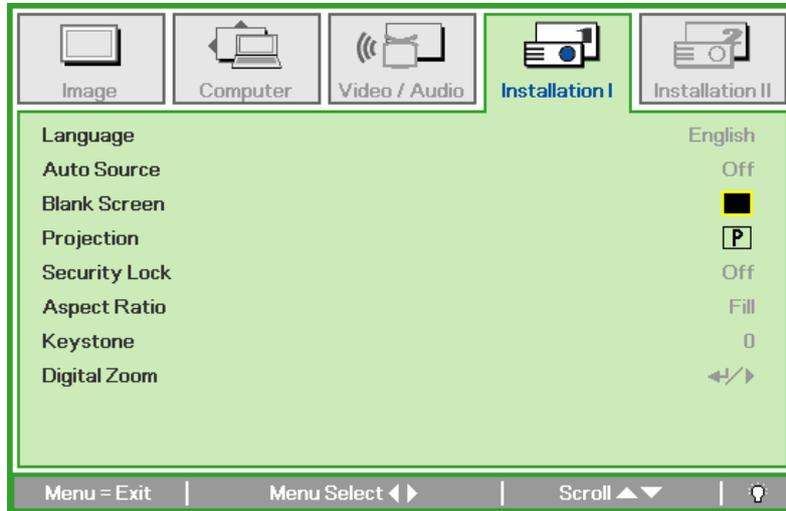 Image Computer Video / Audio Installation I Installation II
Language English
Auto Source Off
Blank Screen
Projection P
Security Lock Off
Aspect Ratio Fill
Keystone 0
Digital Zoom
Menu = Exit Menu Select Scroll